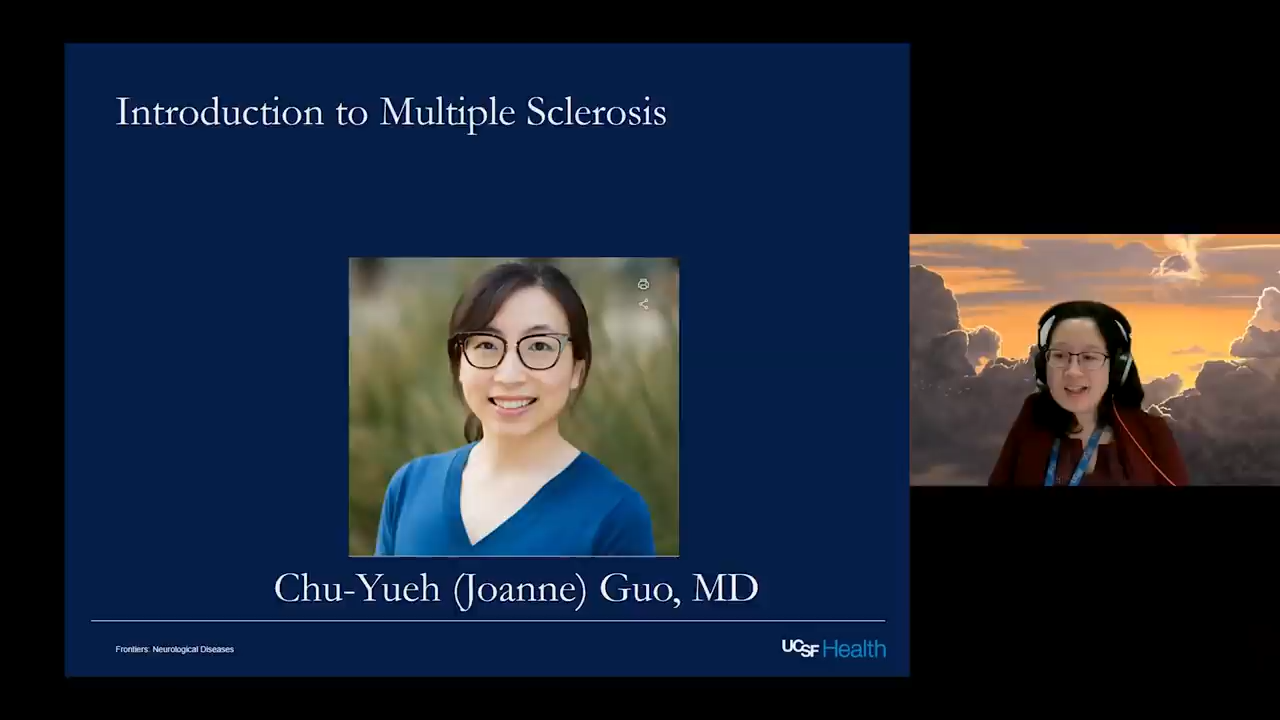 Introduction to Multiple Sclerosis
Chu-Yueh (Joanne) Guo, MD
Frontiers: Neurological Diseases
UCSF Health